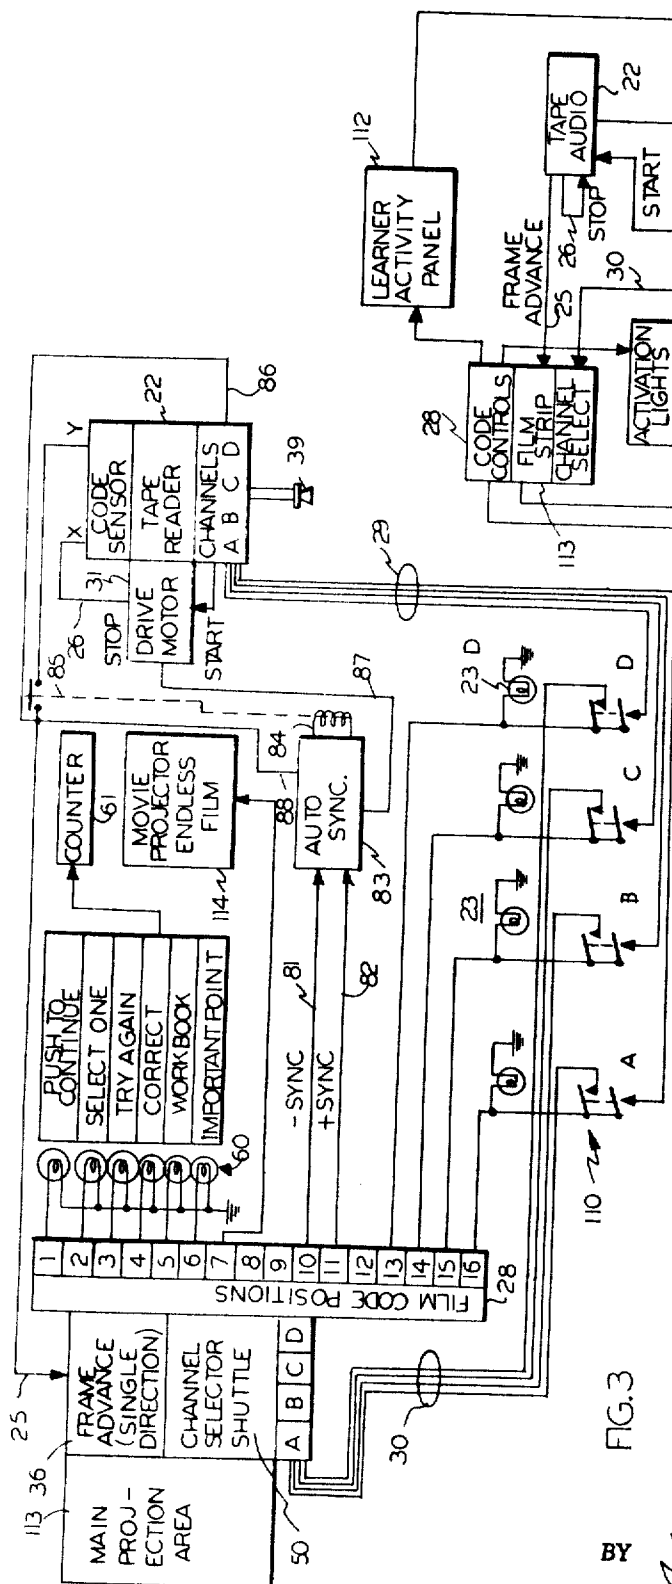 113
36
25
MAIN
PROJ-
ECTION
AREA
FRAME
ADVANCE
(SINGLE
DIRECTION)
CHANNEL
SELECTOR
SHUTTLE
50
A B C D
30
FILM CODE POSITIONS
28
1
2
3
4
5
6
7
8
9
10
11
12
13
14
15
16
60
PUSH TO
CONTINUE
SELECT ONE
TRY AGAIN
CORRECT
WORKBOOK
IMPORTANT POINT
COUNTER
61
MOVIE
PROJECTOR
ENDLESS
FILM
114
-SYNC
81
+SYNC
82
AUTO
SYNC.
83
84
88
85
87
26
STOP
31
X
Y
CODE
SENSOR
TAPE
READER
CHANNELS
A B C D
22
DRIVE
MOTOR
START
86
39
29
23
23 D
110
A
B
C
D
FIG. 3
LEARNER
ACTIVITY
PANEL
112
28
CODE
CONTROLS
FILM
STRIP
CHANNEL
SELECT
113
FRAME
ADVANCE
25
26
STOP
TAPE
AUDIO
22
START
30
ACTIVATION
LIGHTS
BY